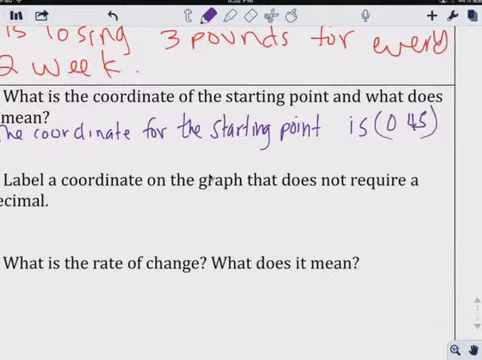 is losing 3 pounds for every
2 week.
What is the coordinate of the starting point and what does
mean?
The coordinate for the starting point is (0 45)
Label a coordinate on the graph that does not require a
ecimal.
What is the rate of change? What does it mean?